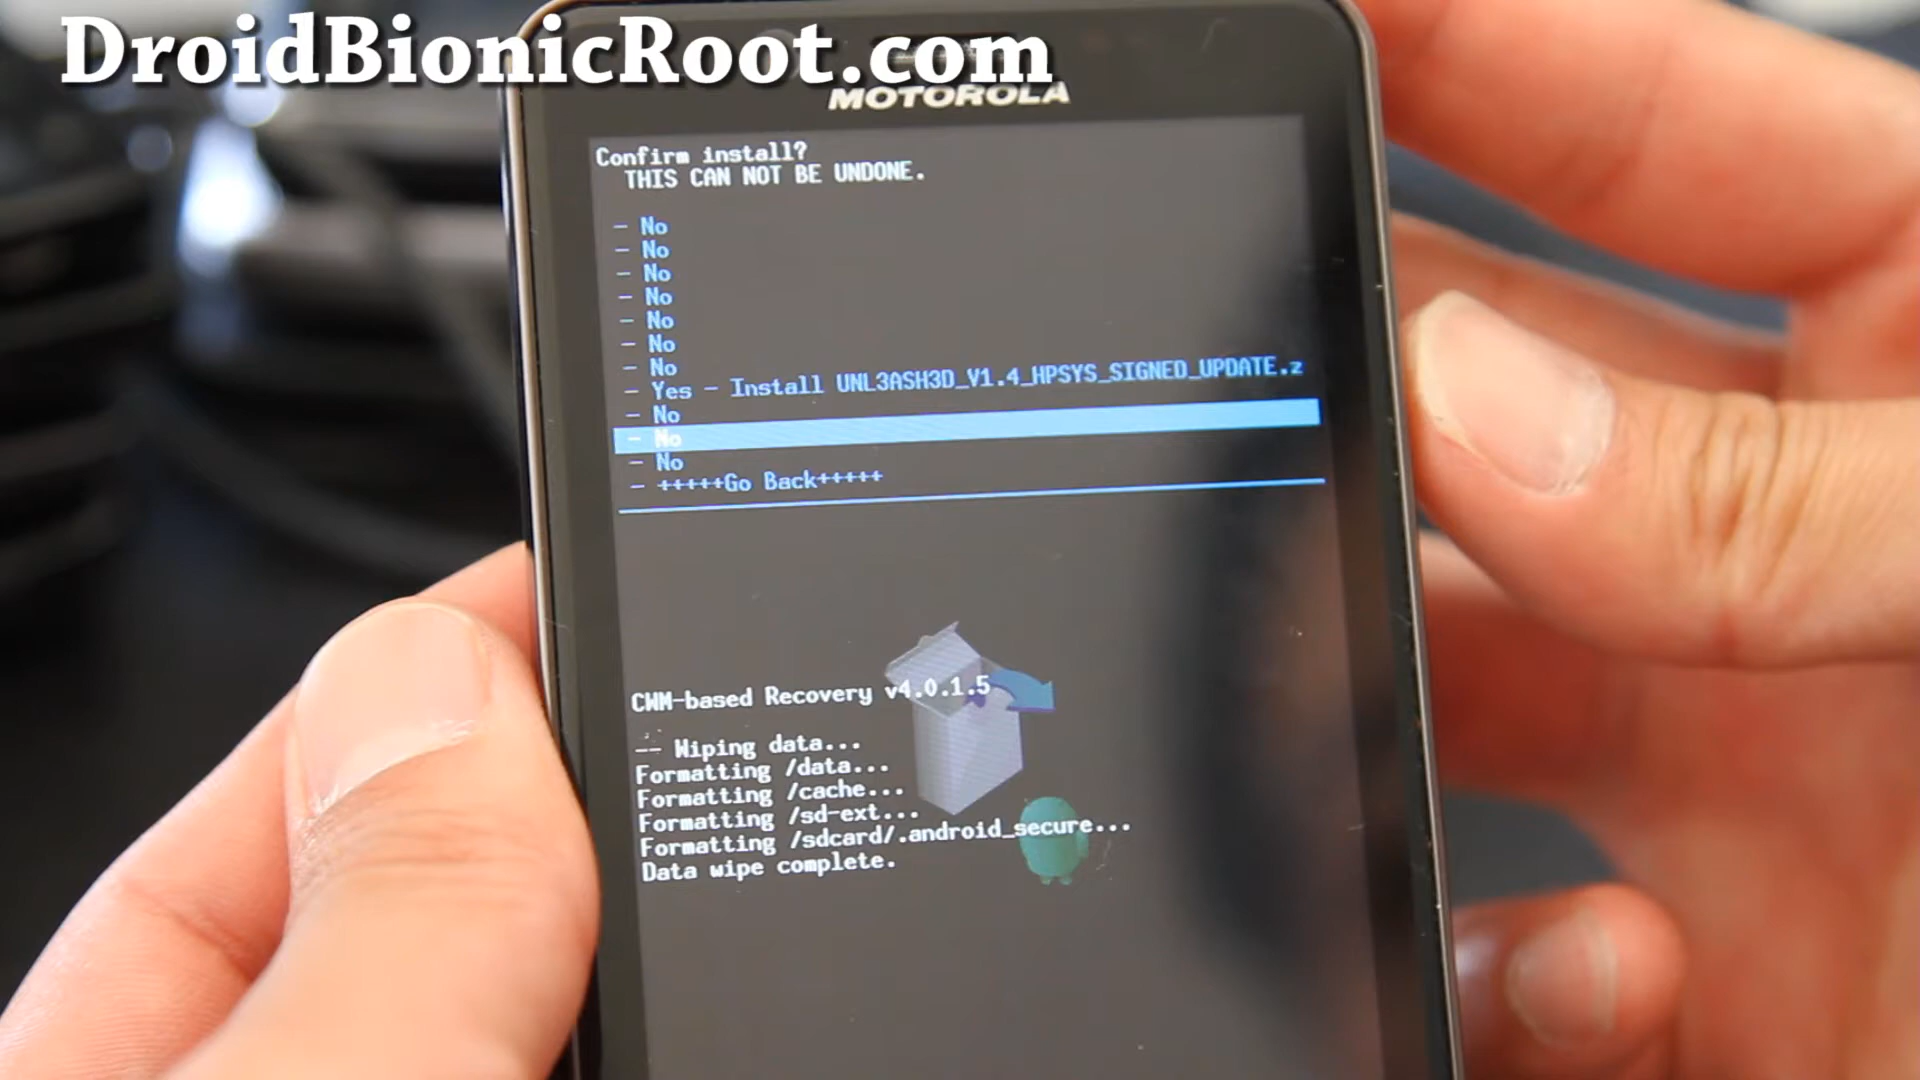 DroidBionicRoot.com
MOTOROLA
Confirm install?
THIS CAN NOT BE UNDONE.
- No
- No
- No
- No
- No
- No
- No
- Yes - Install UNL3ASH3D_V1.4_HPSYS_SIGNED_UPDATE.z
- No
- No
- No
- +++++Go Back+++++
CWM-based Recovery v4.0.1.5
-- Wiping data...
Formatting /data...
Formatting /cache...
Formatting /sd-ext...
Formatting /sdcard/.android_secure...
Data wipe complete.